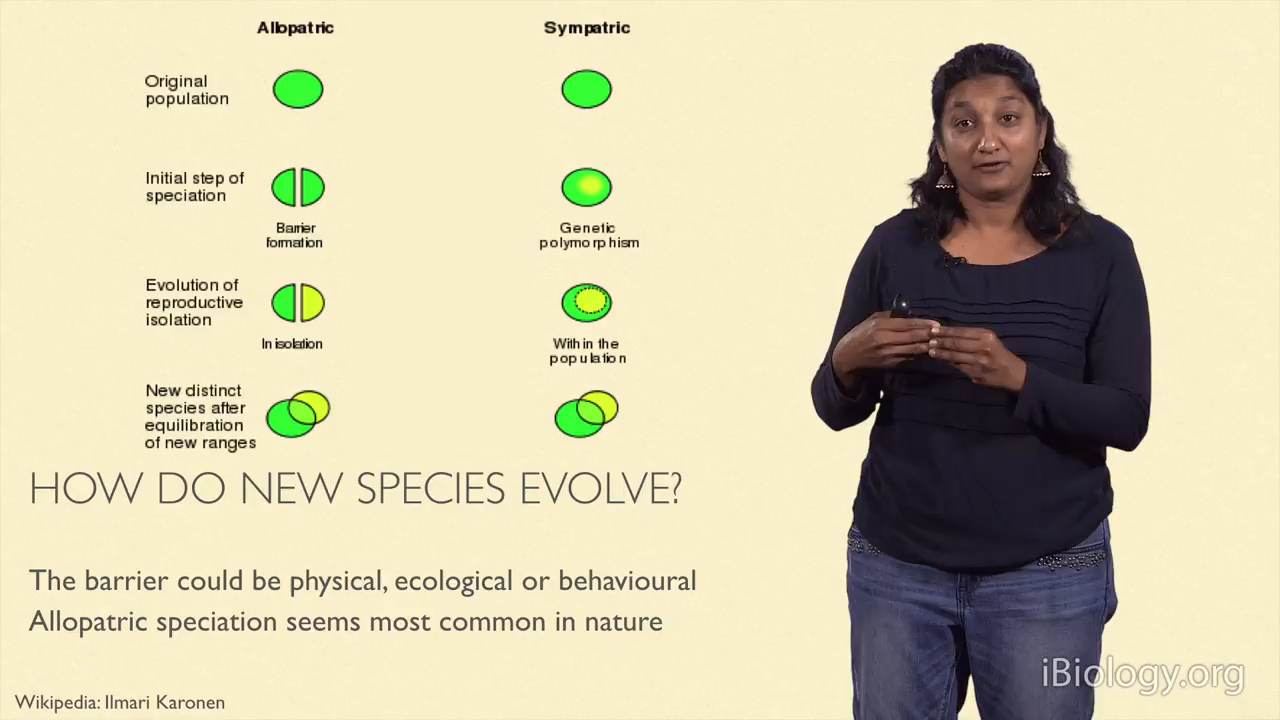 Allopatric
Sympatric
Original
population
Initial step of
speciation
Barrier
formation
Genetic
polymorphism
Evolution of
reproductive
isolation
In isolation
Within the
population
New distinct
species after
equilibration
of new ranges
HOW DO NEW SPECIES EVOLVE?
The barrier could be physical, ecological or behavioural
Allopatric speciation seems most common in nature
Wikipedia: Ilmari Karonen
iBiology.org